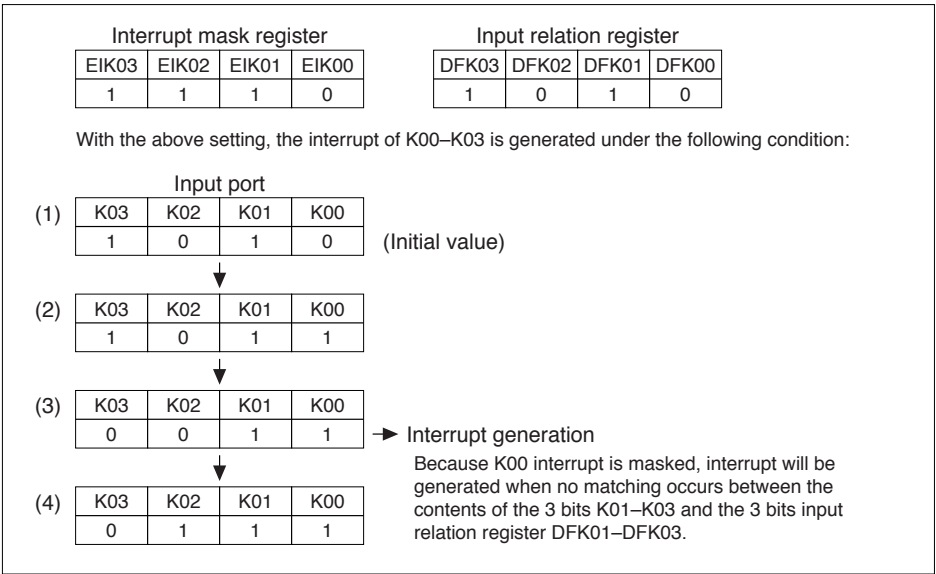 Interrupt mask register
EIK03 EIK02 EIK01 EIK00
1 1 1 0
Input relation register
DFK03 DFK02 DFK01 DFK00
1 0 1 0
With the above setting, the interrupt of K00–K03 is generated under the following condition:
Input port
(1) K03 K02 K01 K00
1 0 1 0 (Initial value)
(2) K03 K02 K01 K00
1 0 1 1
(3) K03 K02 K01 K00
0 0 1 1 Interrupt generation
Because K00 interrupt is masked, interrupt will be
generated when no matching occurs between the
contents of the 3 bits K01–K03 and the 3 bits input
relation register DFK01–DFK03.
(4) K03 K02 K01 K00
0 1 1 1